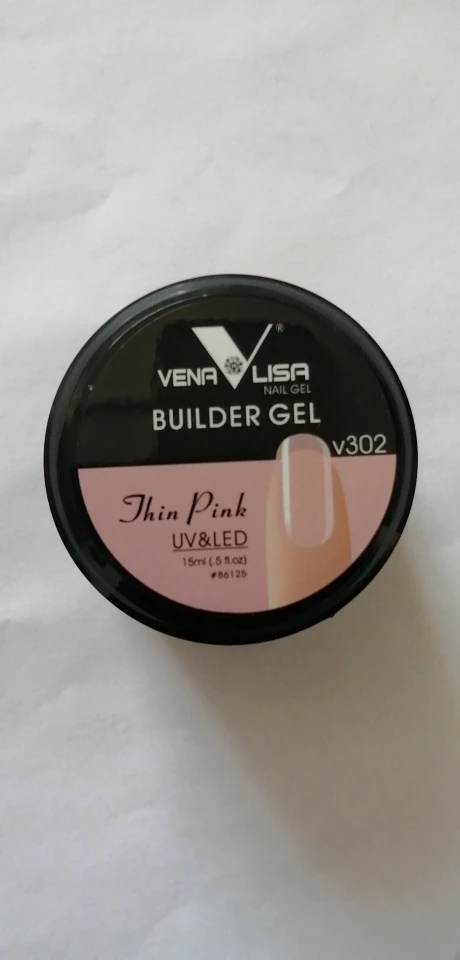 VENA LISA®
NAIL GEL
BUILDER GEL
v302
Thin Pink
UV&LED
15ml (.5 fl.oz)
#86125